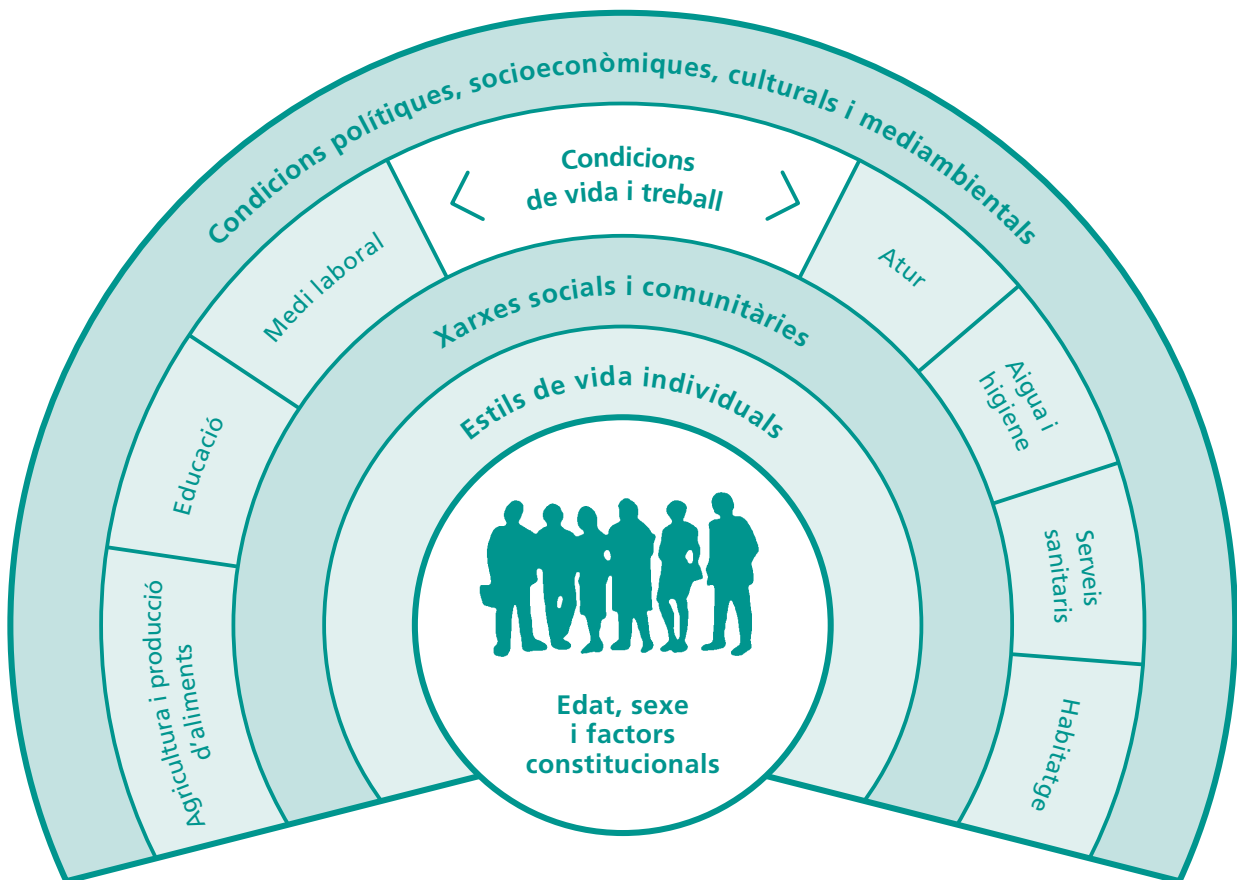 Condicions polítiques, socioeconòmiques, culturals i mediambientals
Condicions
de vida i treball
Medi laboral
Atur
Xarxes socials i comunitàries
Aigua i
higiene
Estils de vida individuals
Educació
Serveis
sanitaris
Agricultura i producció
d'aliments
Habitatge
Edat, sexe
i factors
constitucionals